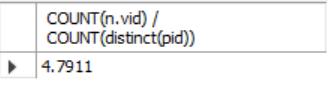 COUNT(n.vid) /
COUNT(distinct(pid))
4.7911